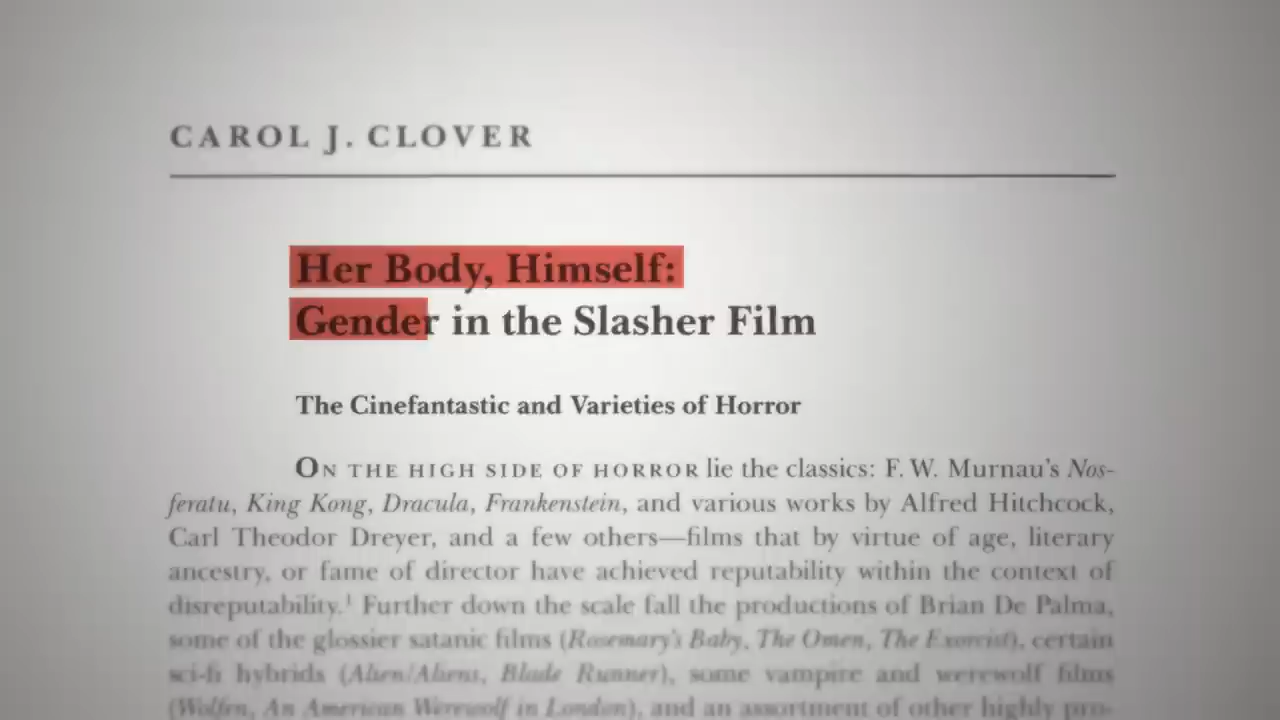 CAROL J. CLOVER
Her Body, Himself:
Gender in the Slasher Film
The Cinefantastic and Varieties of Horror
ON THE HIGH SIDE OF HORROR lie the classics: F. W. Murnau's Nos-
feratu, King Kong, Dracula, Frankenstein, and various works by Alfred Hitchcock,
Carl Theodor Dreyer, and a few others—films that by virtue of age, literary
ancestry, or fame of director have achieved reputability within the context of
disreputability.¹ Further down the scale fall the productions of Brian De Palma,
some of the glossier satanic films (Rosemary's Baby, The Omen, The Exorcist), certain
sci-fi hybrids (Alien/Aliens, Blade Runner), some vampire and werewolf films
(Wolfen, An American Werewolf in London), and an assortment of other highly pro-